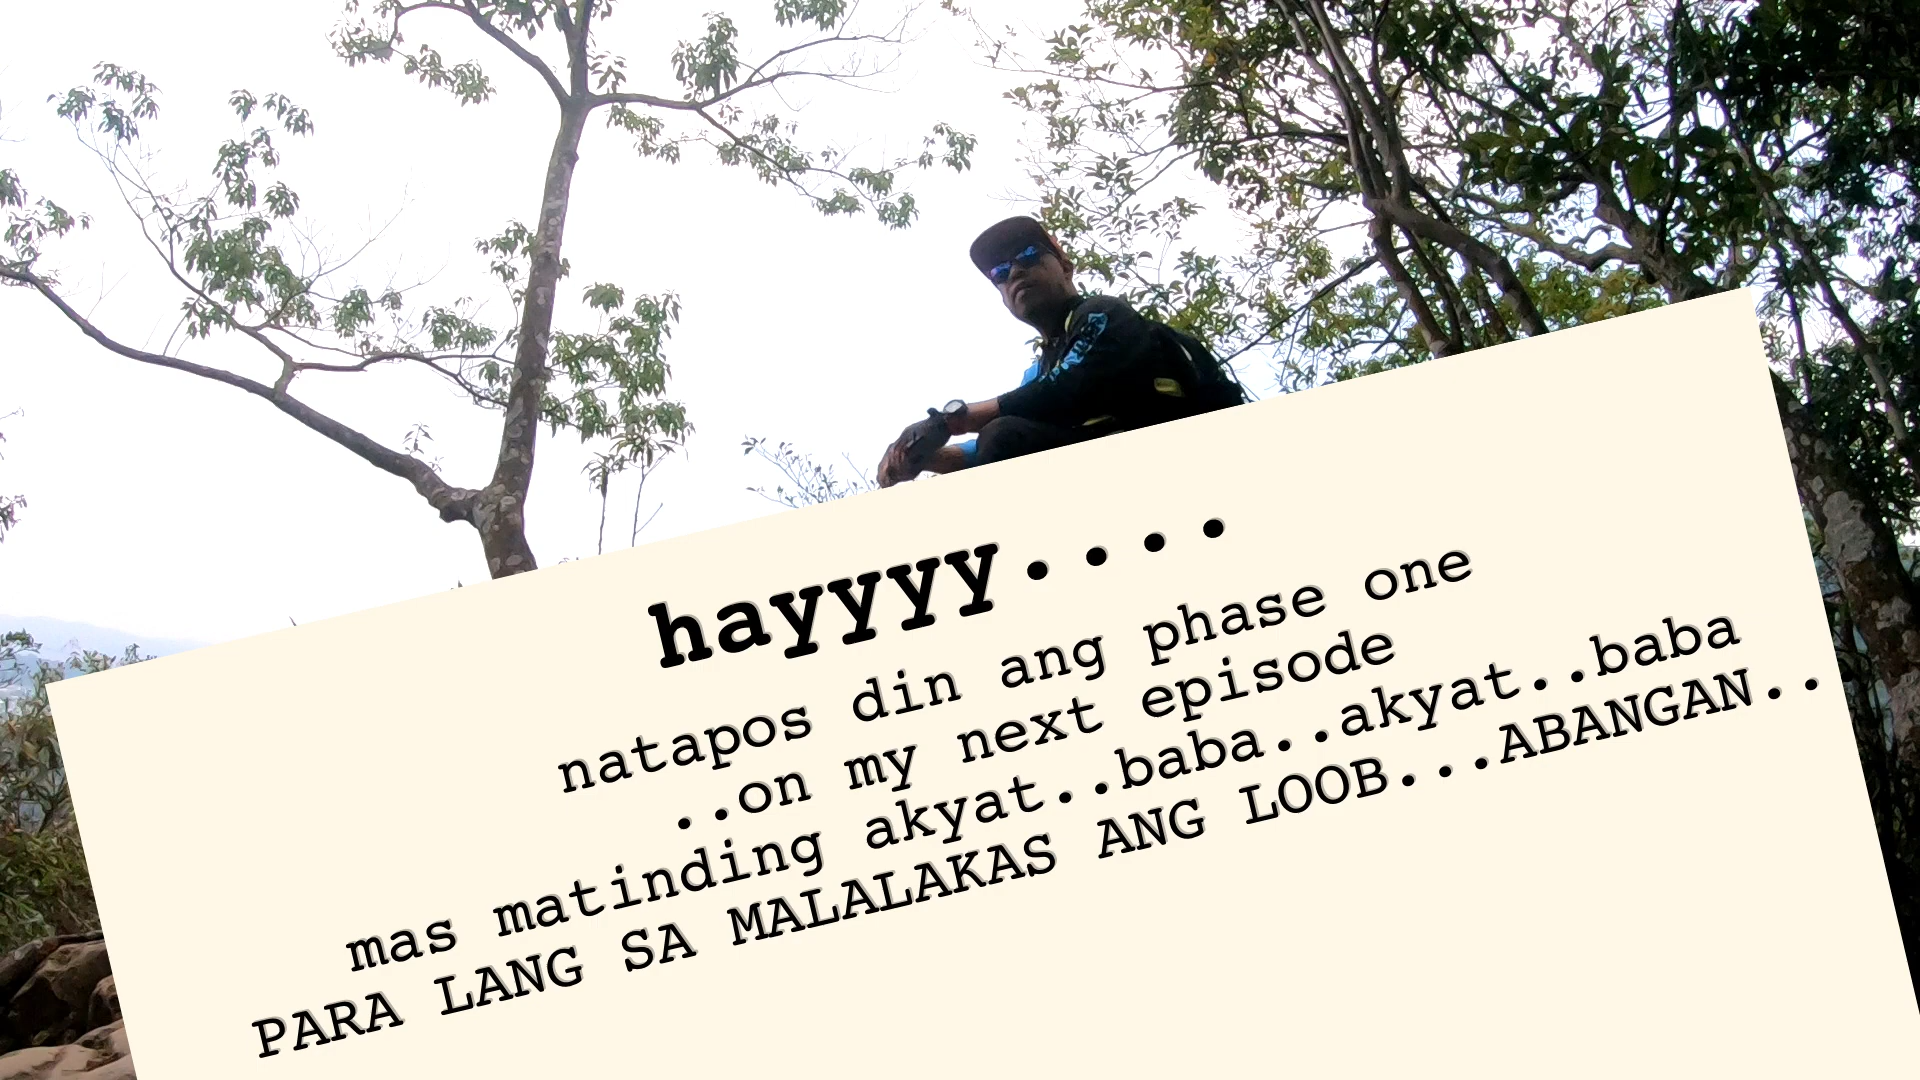 hayyyy....
natapos din ang phase one
..on my next episode
mas matinding akyat..baba..akyat..baba
PARA LANG SA MALALAKAS ANG LOOB...ABANGAN..